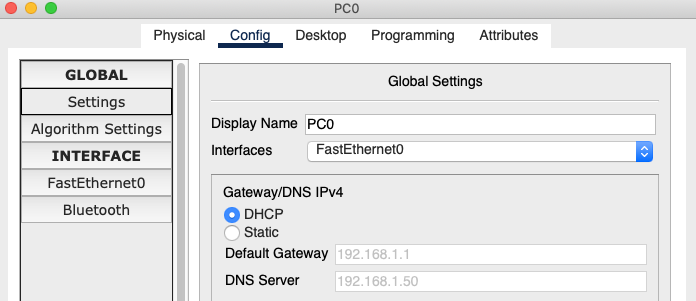 PC0
Physical Config Desktop Programming Attributes
GLOBAL
Settings
Algorithm Settings
INTERFACE
FastEthernet0
Bluetooth
Global Settings
Display Name PC0
Interfaces FastEthernet0
Gateway/DNS IPv4
DHCP
Static
Default Gateway 192.168.1.1
DNS Server 192.168.1.50